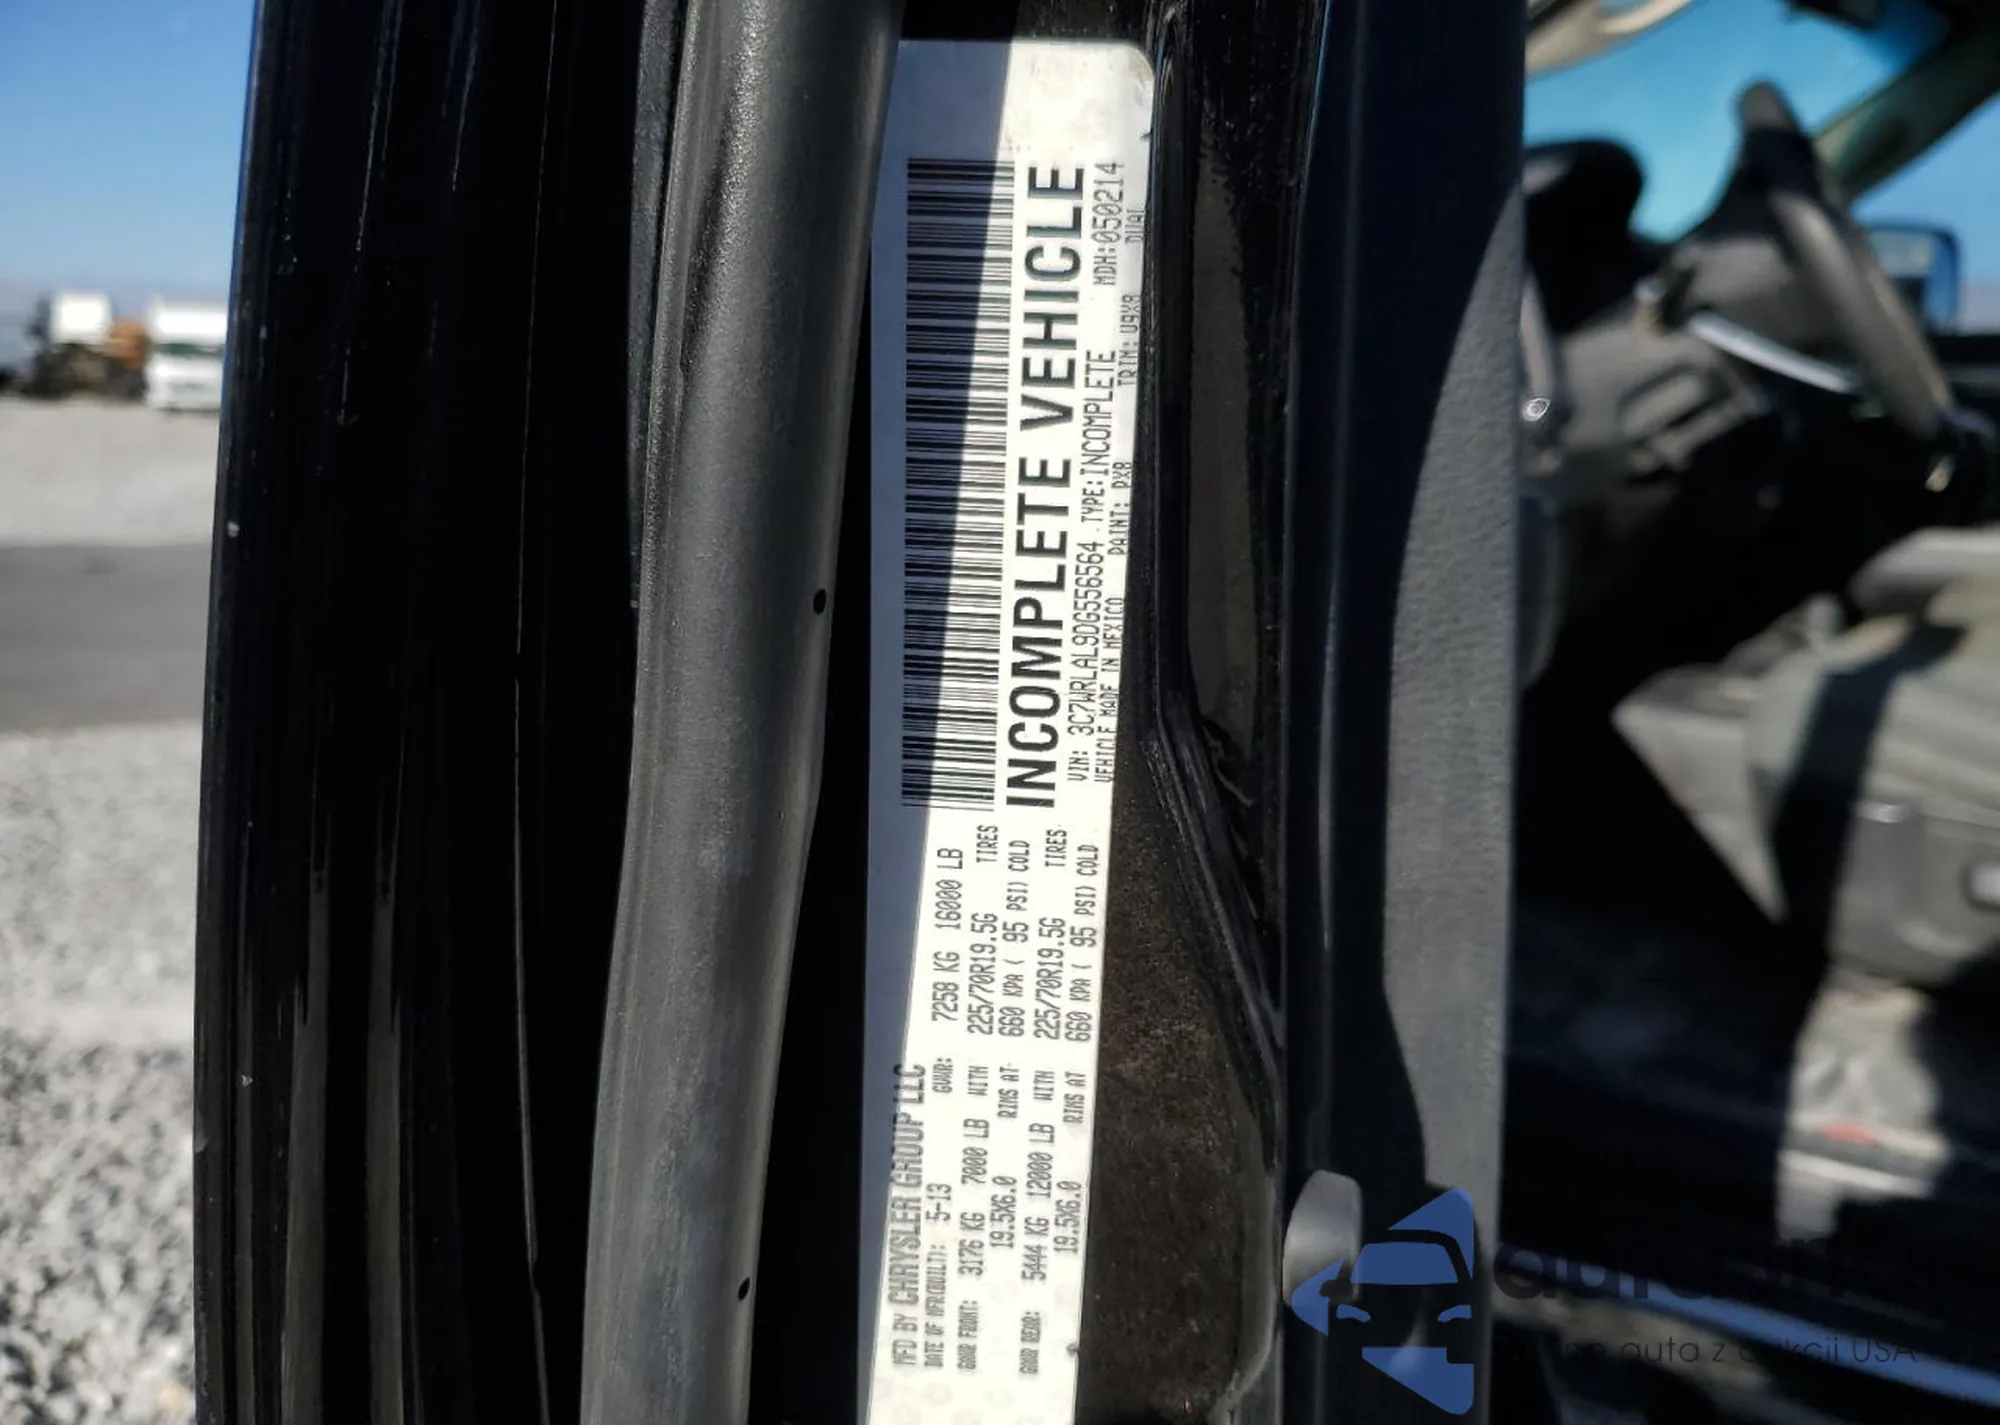 MFD BY CHRYSLER GROUP LLC
DATE OF MFR(BUILT): 5-13 GVWR: 7258 KG 16000 LB
GAWR FRONT: 3176 KG 7000 LB WITH 225/70R19.5G TIRES
19.5X6.0 RIMS AT 660 KPA ( 95 PSI) COLD
GAWR REAR: 5444 KG 12000 LB WITH 225/70R19.5G TIRES
19.5X6.0 RIMS AT 660 KPA ( 95 PSI) COLD
INCOMPLETE VEHICLE
VIN: 3C7WRLAL9DG556564 TYPE: INCOMPLETE MDH:050214
VEHICLE MADE IN MEXICO PAINT: PX8 TRIM: V9X8 DUAL
auta z aukcji USA